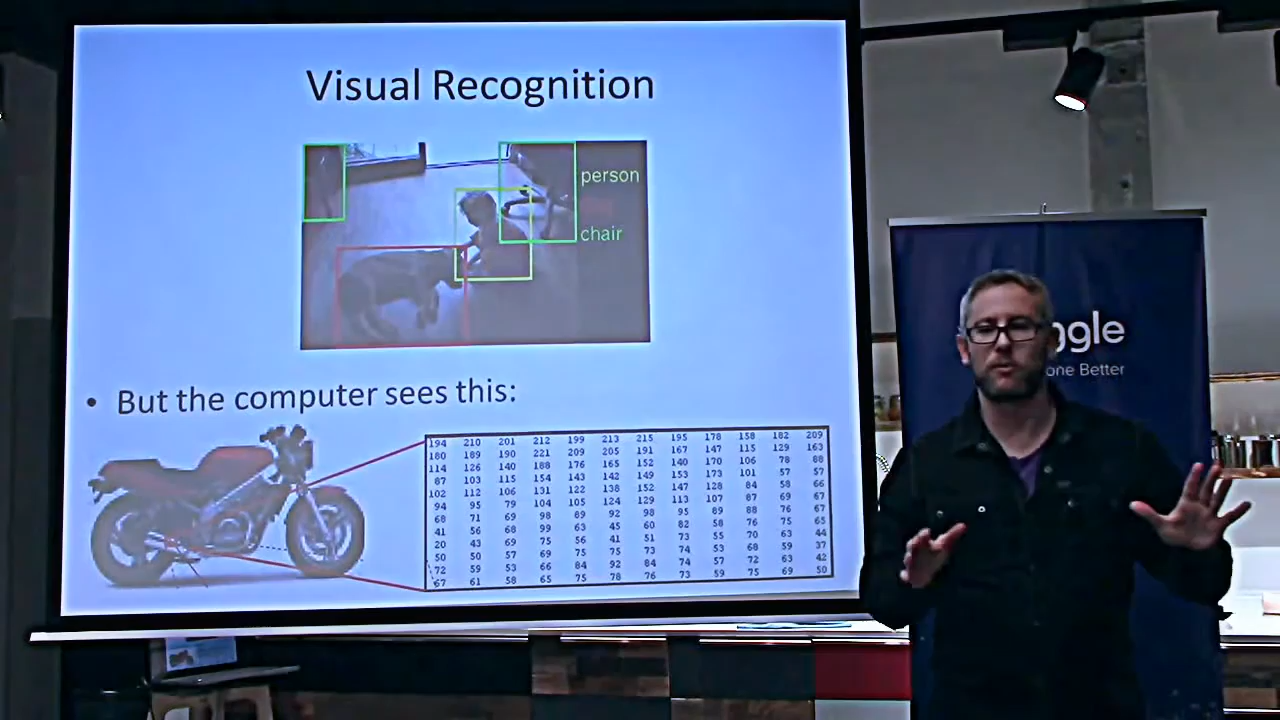 Visual Recognition
person
chair
• But the computer sees this:
194 210 201 212 199 213 215 195 178 158 182 209
180 189 190 221 209 205 191 167 147 115 129 163
114 126 140 188 176 165 152 140 170 106 78 88
87 103 115 154 143 142 149 153 173 101 57 57
102 112 106 131 122 138 152 147 128 84 58 66
94 95 79 104 105 124 129 113 107 87 69 67
68 71 69 98 89 92 98 95 89 88 76 67
41 56 68 99 63 45 60 82 58 76 75 65
20 43 69 75 56 41 51 73 55 70 63 44
50 50 57 69 75 75 73 74 53 68 59 37
72 59 53 66 84 92 84 74 57 72 63 42
67 61 58 65 75 78 76 73 59 75 69 50
ggle
one Better